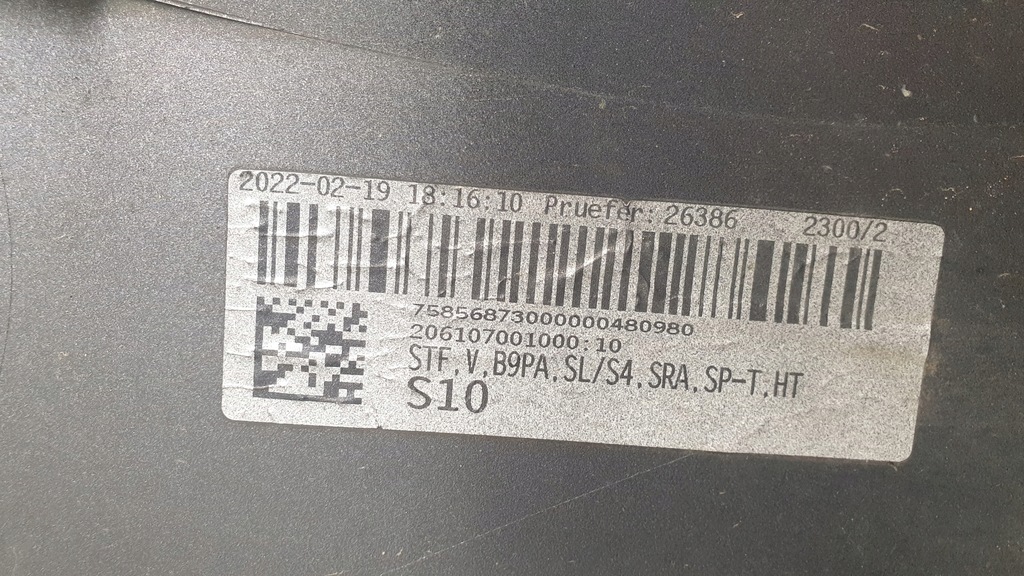 2022-02-19 18:16:10 Pruefer: 26386 2300/2
75856873000000480980
206107001000:10
STF,V,B9PA,SL/S4,SRA,SP-T,HT
S10